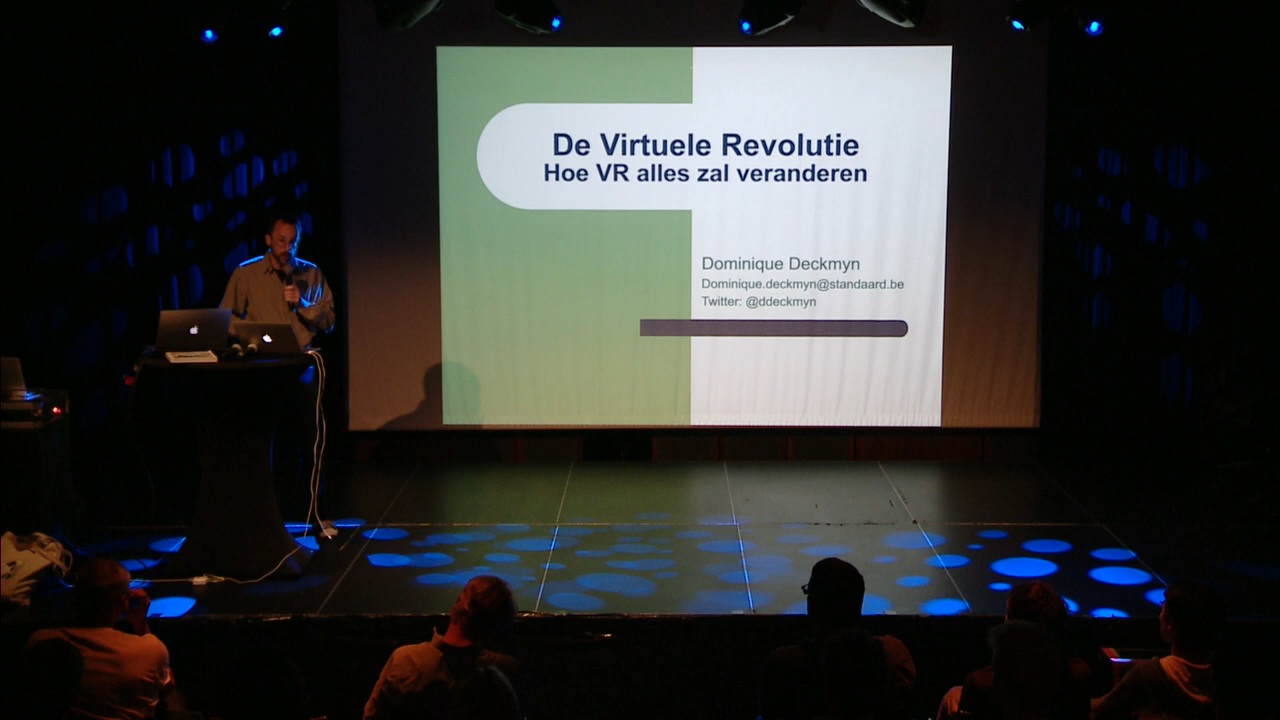 De Virtuele Revolutie
Hoe VR alles zal veranderen
Dominique Deckmyn
Dominique.deckmyn@standaard.be
Twitter: @ddeckmyn